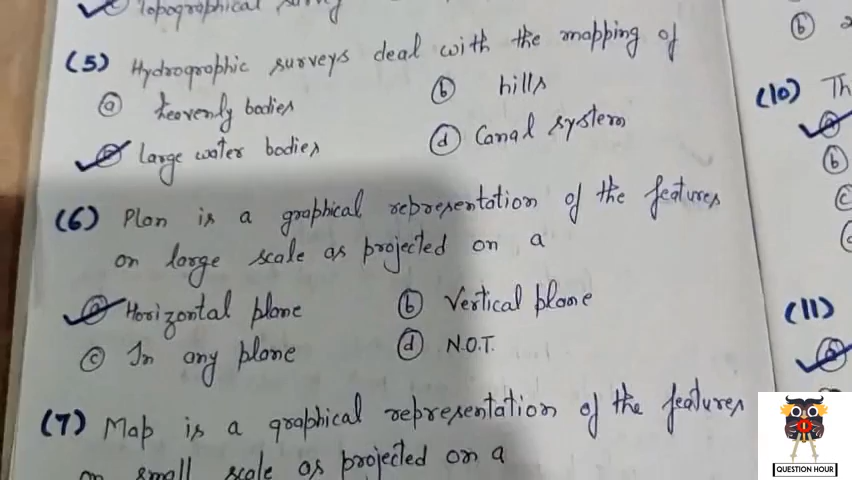 Topographical survey
(5) Hydrographic surveys deal with the mapping of
(a) heavenly bodies
(b) hills
(c) large water bodies
(d) Canal system
(6) Plan is a graphical representation of the features
on large scale as projected on a
(a) Horizontal plane
(b) Vertical plane
(c) In any plane
(d) N.O.T.
(7) Map is a graphical representation of the features
on small scale as projected on a
(b)
(10) Th
(b)
(11)
QUESTION HOUR